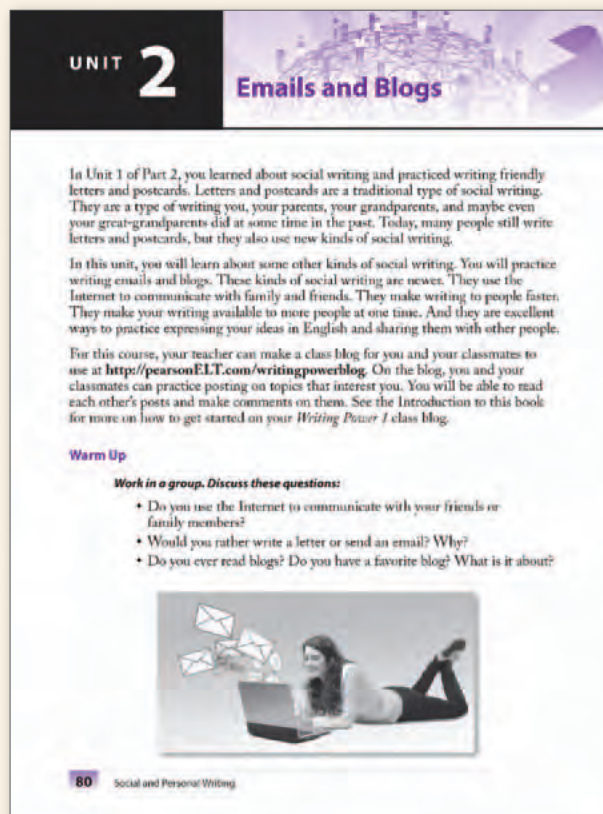 UNIT 2
Emails and Blogs
In Unit 1 of Part 2, you learned about social writing and practiced writing friendly
letters and postcards. Letters and postcards are a traditional type of social writing.
They are a type of writing you, your parents, your grandparents, and maybe even
your great-grandparents did at some time in the past. Today, many people still write
letters and postcards, but they also use new kinds of social writing.
In this unit, you will learn about some other kinds of social writing. You will practice
writing emails and blogs. These kinds of social writing are newer. They use the
Internet to communicate with family and friends. They make writing to people faster.
They make your writing available to more people at one time. And they are excellent
ways to practice expressing your ideas in English and sharing them with other people.
For this course, your teacher can make a class blog for you and your classmates to
use at http://pearsonELT.com/writingpowerblog. On the blog, you and your
classmates can practice posting on topics that interest you. You will be able to read
each other's posts and make comments on them. See the Introduction to this book
for more on how to get started on your Writing Power 1 class blog.
Warm Up
Work in a group. Discuss these questions:
• Do you use the Internet to communicate with your friends or
family members?
• Would you rather write a letter or send an email? Why?
• Do you ever read blogs? Do you have a favorite blog? What is it about?
80 Social and Personal Writing